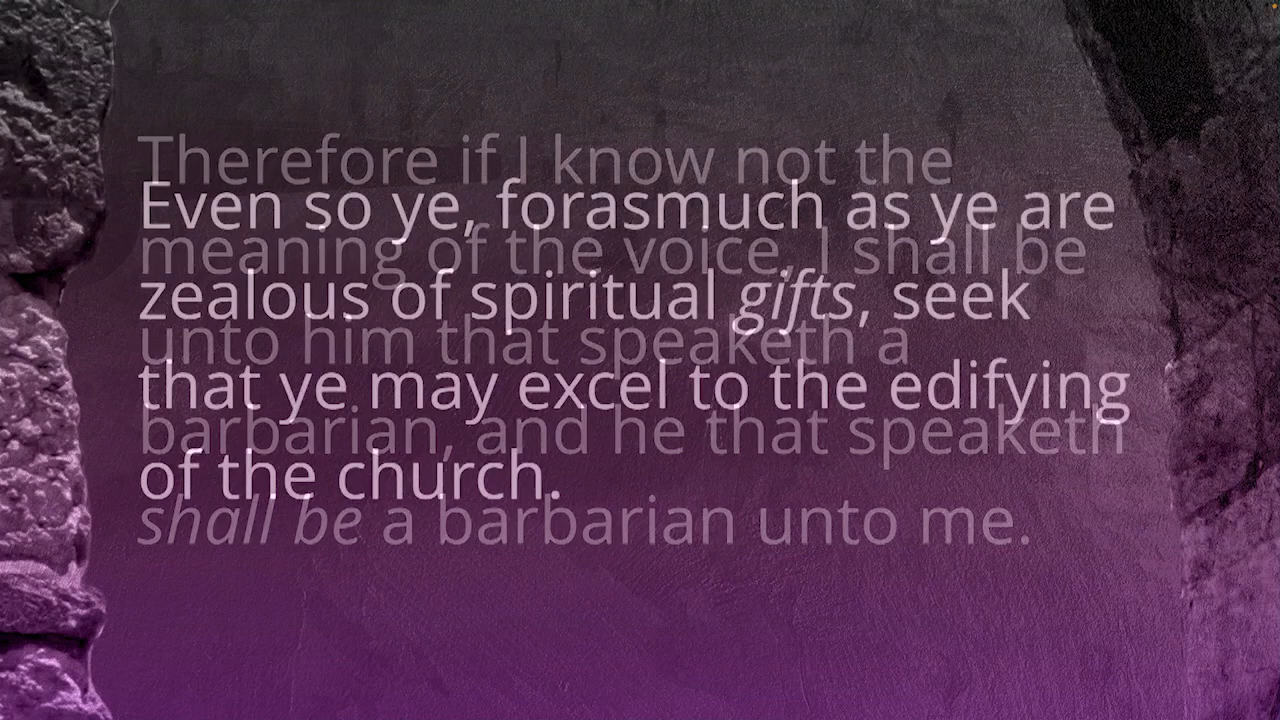 Therefore if I know not the
Even so ye, forasmuch as ye are
meaning of the voice, I shall be
zealous of spiritual gifts, seek
unto him that speaketh a
that ye may excel to the edifying
barbarian, and he that speaketh
of the church.
shall be a barbarian unto me.